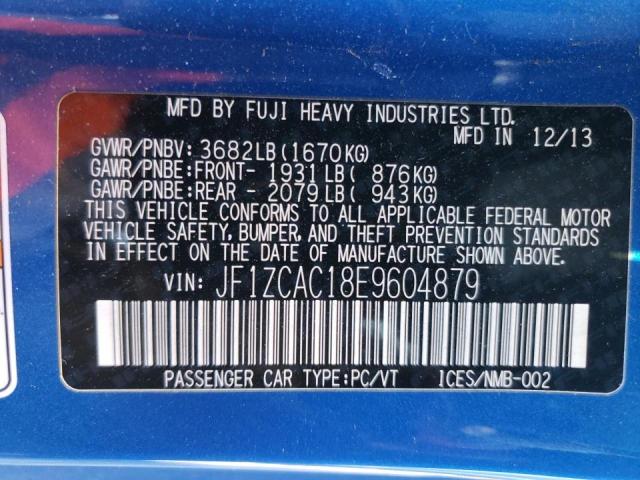 MFD BY FUJI HEAVY INDUSTRIES LTD.
MFD IN 12/13
GVWR/PNBV: 3682LB(1670KG)
GAWR/PNBE:FRONT- 1931LB( 876KG)
GAWR/PNBE:REAR - 2079LB( 943KG)
THIS VEHICLE CONFORMS TO ALL APPLICABLE FEDERAL MOTOR
VEHICLE SAFETY, BUMPER, AND THEFT PREVENTION STANDARDS
IN EFFECT ON THE DATE OF MANUFACTURE SHOWN ABOVE.
VIN: JF1ZCAC18E9604879
PASSENGER CAR TYPE:PC/VT ICES/NMB-002